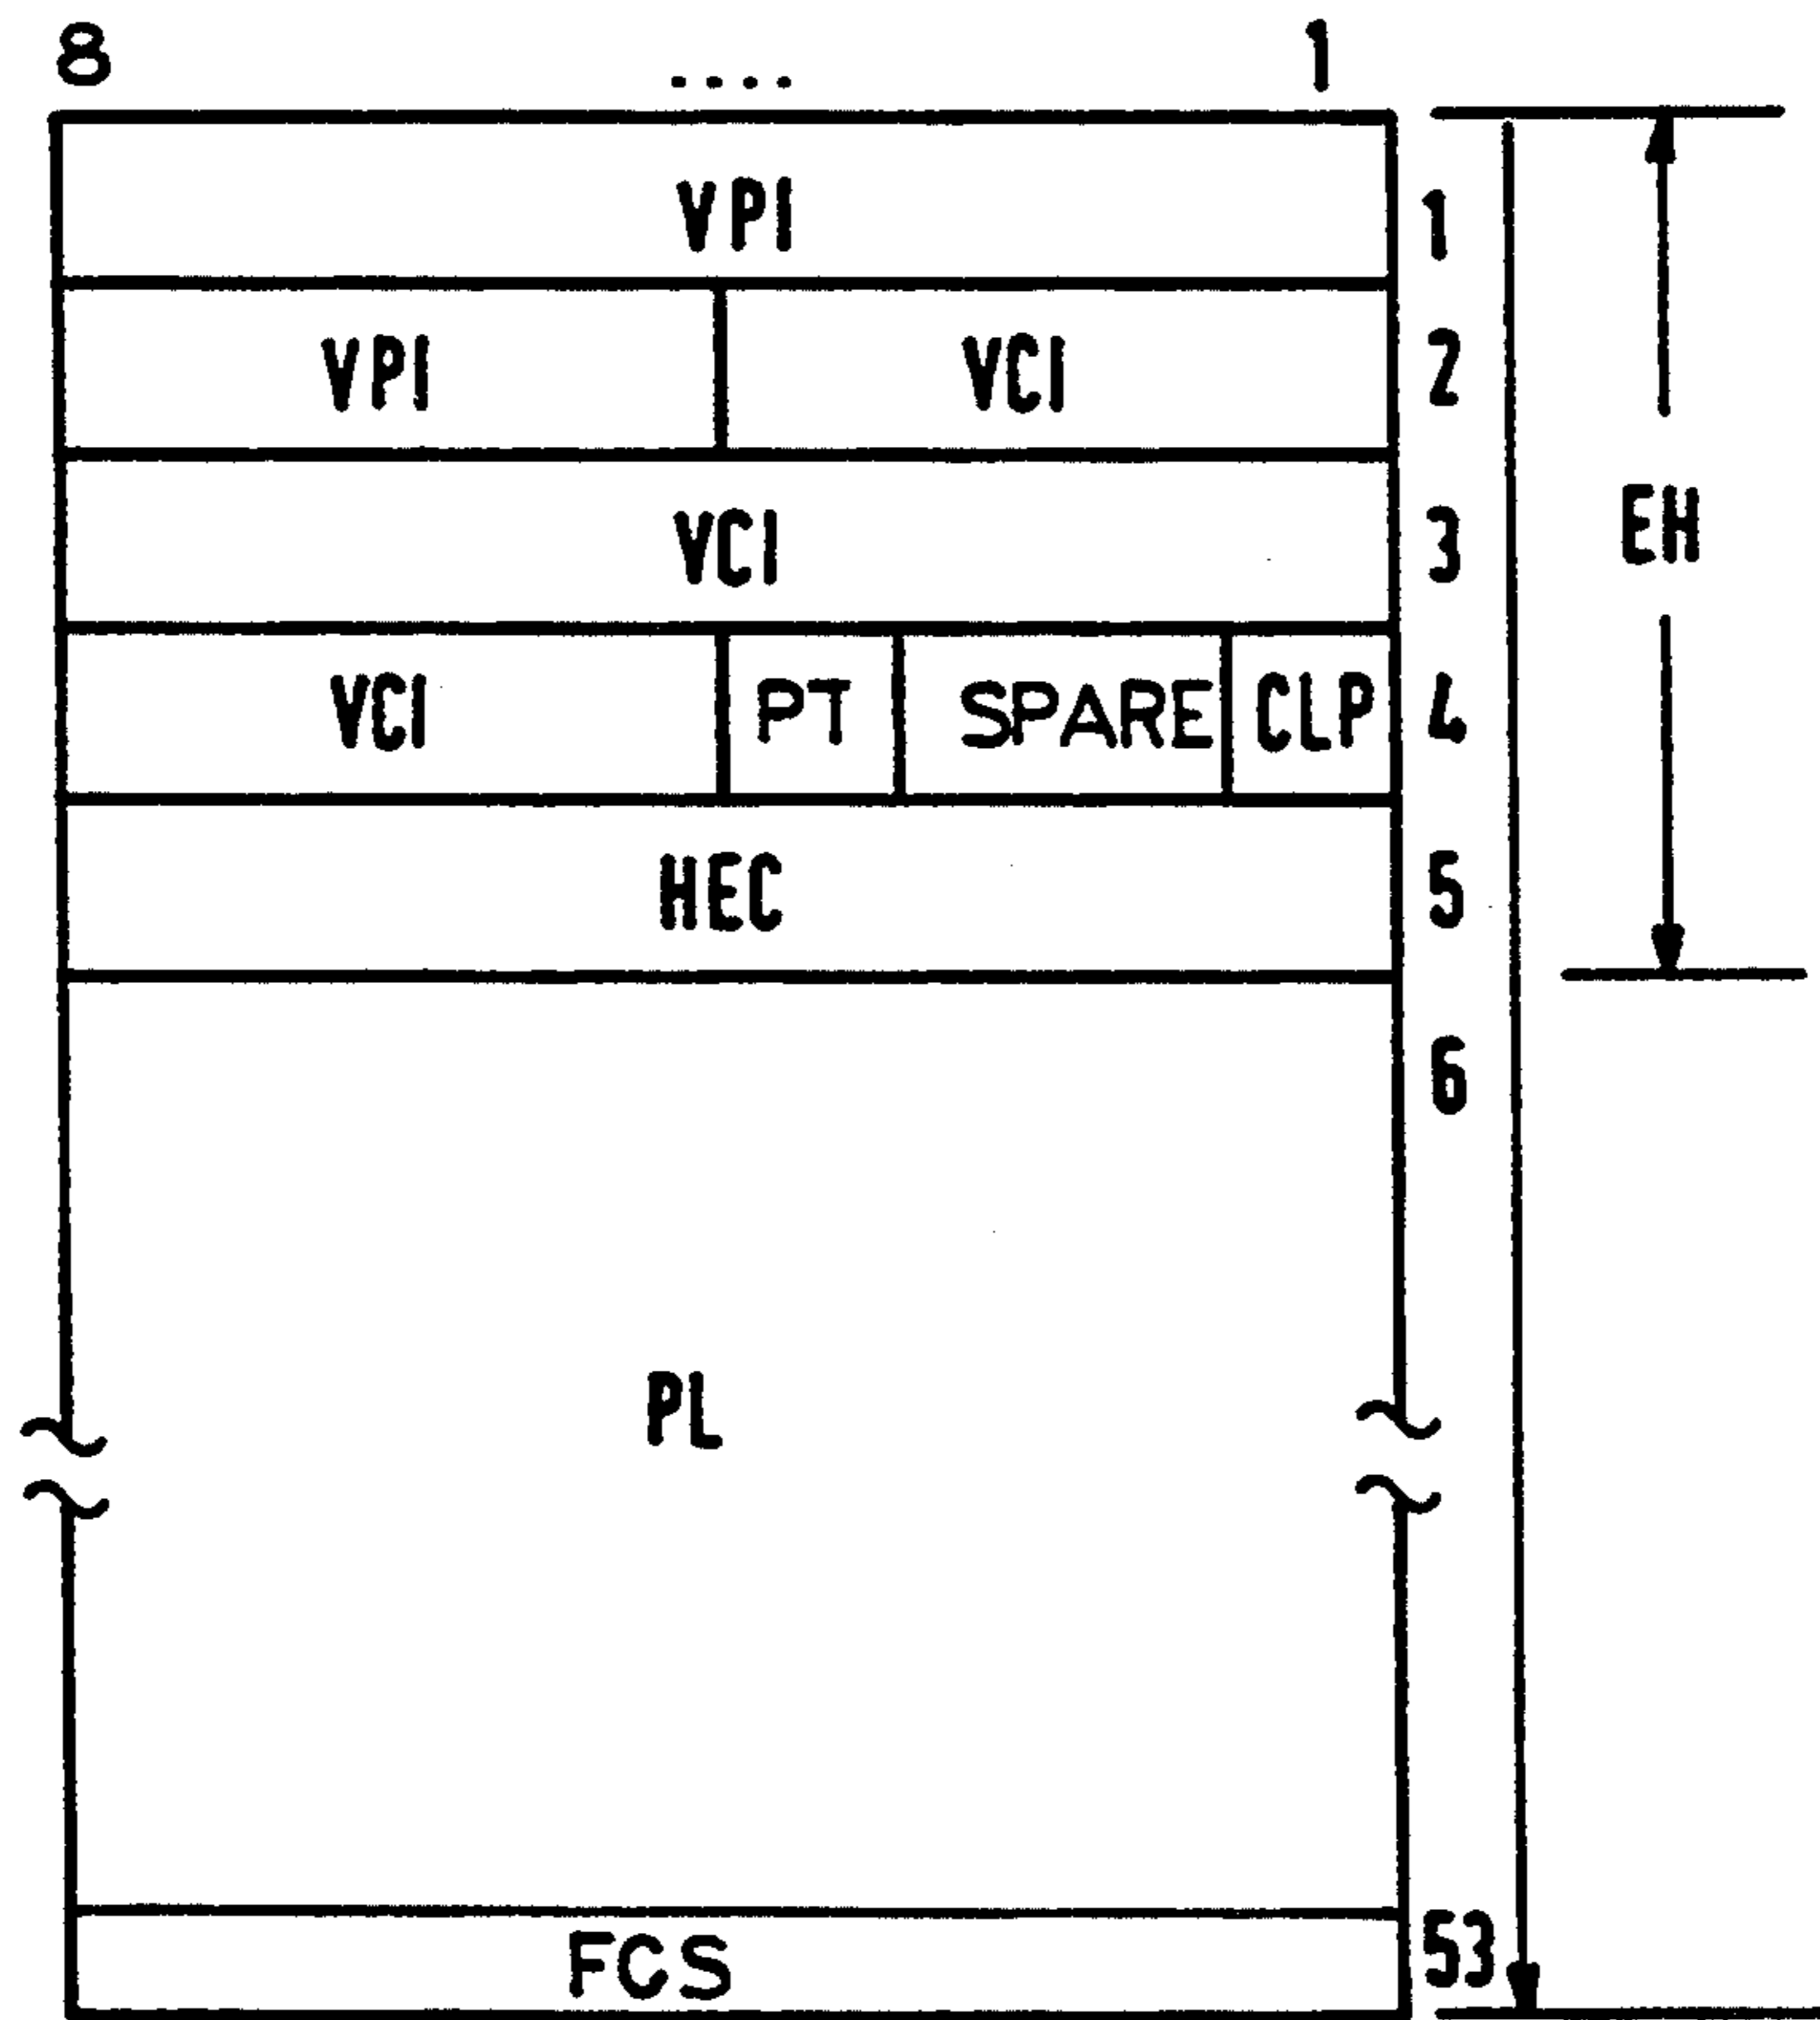 8 .... 1
VPI 1
VPI VCI 2
VCI 3
EH
VCI PT SPARE CLP 4
HEC 5
6
PL
FCS 53